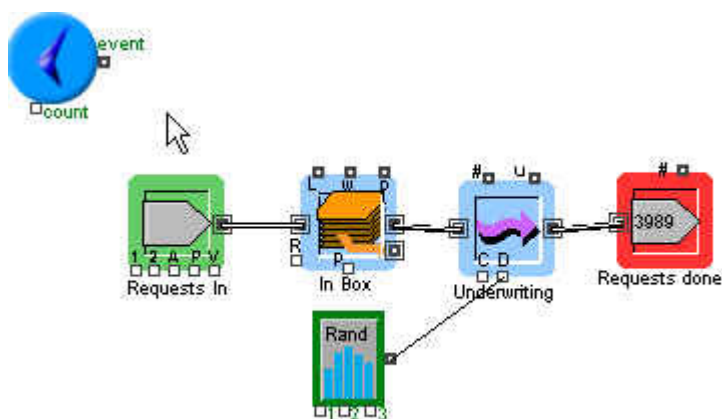 event
count
L w p
# u
#
R
3989
1 2 A P V
p
C D
Requests In
In Box
Underwriting
Requests done
Rand
1 2 3